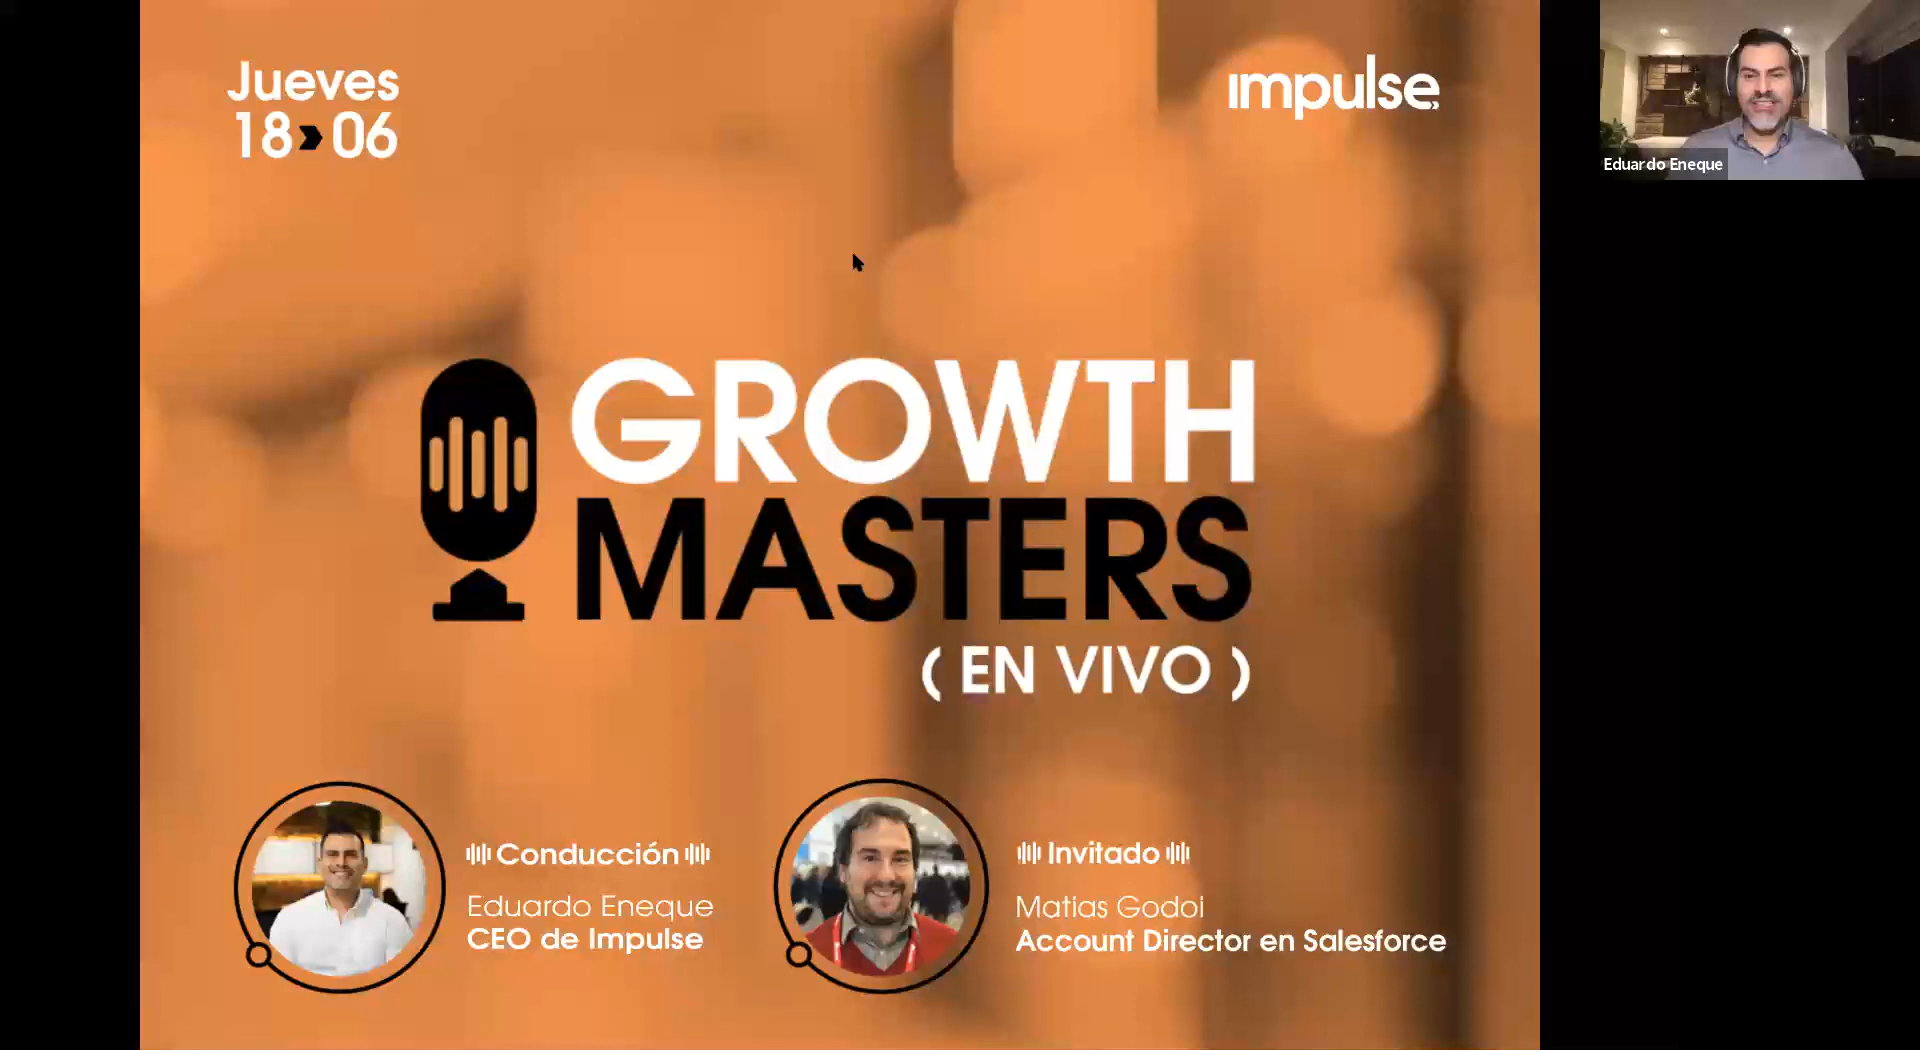 Jueves
18 06
impulse
Eduardo Eneque
GROWTH
MASTERS
( EN VIVO )
Conducción
Eduardo Eneque
CEO de Impulse
Invitado
Matias Godoi
Account Director en Salesforce